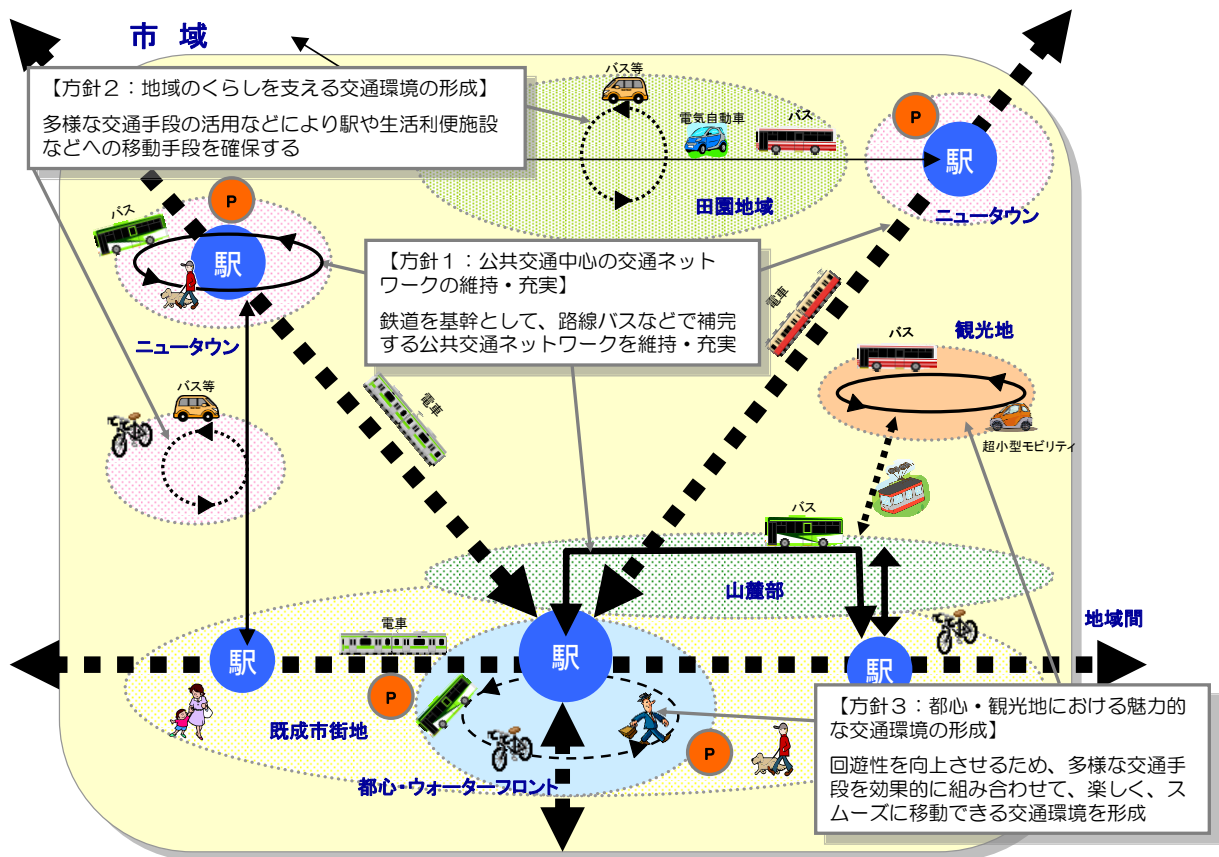 市 域
【方針２：地域のくらしを支える交通環境の形成】
多様な交通手段の活用などにより駅や生活利便施設
などへの移動手段を確保する
バス等
電気自動車
バス
P
駅
田園地域
ニュータウン
P
バス
駅
ニュータウン
【方針１：公共交通中心の交通ネット
ワークの維持・充実】
鉄道を基幹として、路線バスなどで補完
する公共交通ネットワークを維持・充実
電車
観光地
バス
超小型モビリティ
電車
バス等
バス
山麓部
地域間
駅
電車
駅
駅
P
既成市街地
P
都心・ウォーターフロント
【方針３：都心・観光地における魅力的
な交通環境の形成】
回遊性を向上させるため、多様な交通手
段を効果的に組み合わせて、楽しく、ス
ムーズに移動できる交通環境を形成